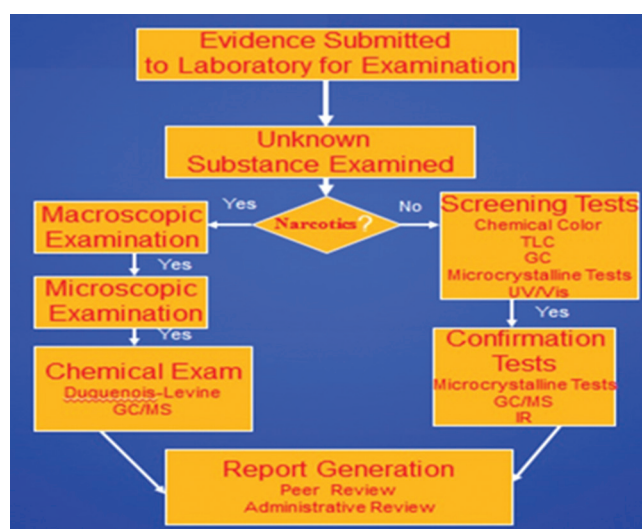 Evidence Submitted
to Laboratory for Examination
Unknown
Substance Examined
Yes
Narcotics?
No
Macroscopic
Examination
Yes
Microscopic
Examination
Yes
Chemical Exam
Duquenois-Levine
GC/MS
Screening Tests
Chemical Color
TLC
GC
Microcrystalline Tests
UV/Vis
Yes
Confirmation
Tests
Microcrystalline Tests
GC/MS
IR
Report Generation
Peer Review
Administrative Review